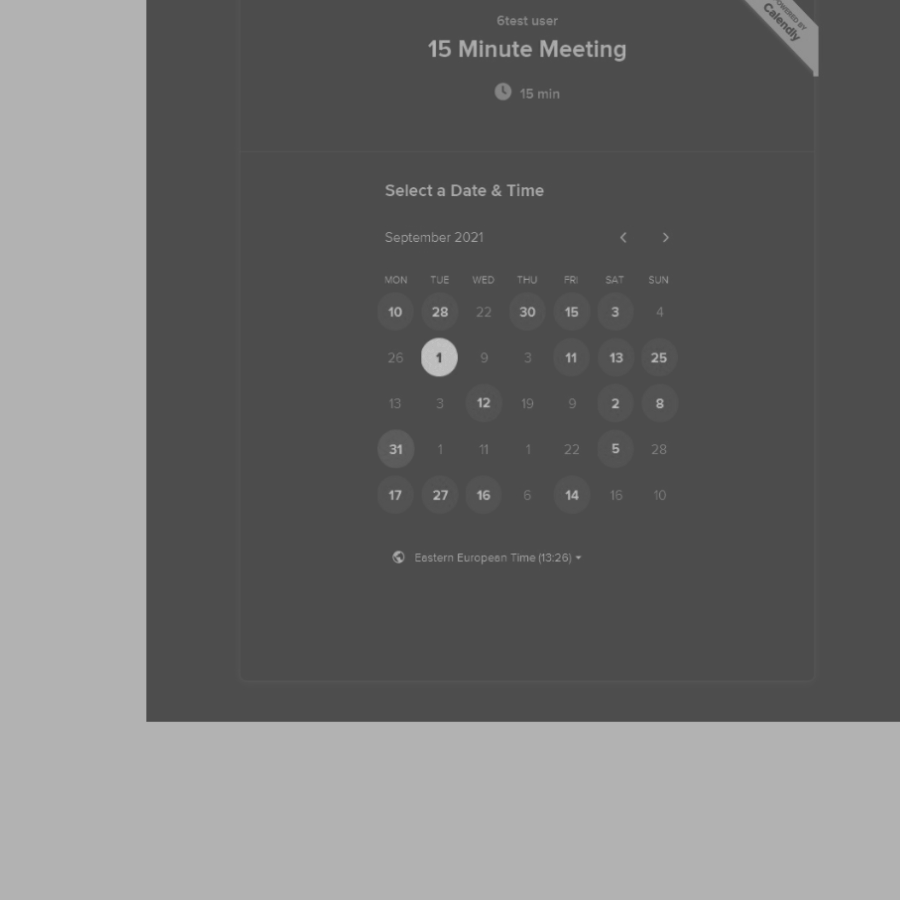 POWERED BY
Calendly
6test user
15 Minute Meeting
15 min
Select a Date & Time
September 2021
MON TUE WED THU FRI SAT SUN
10 28 22 30 15 3 4
26 1 9 3 11 13 25
13 3 12 19 9 2 8
31 1 11 1 22 5 28
17 27 16 6 14 16 10
Eastern European Time (13:26)